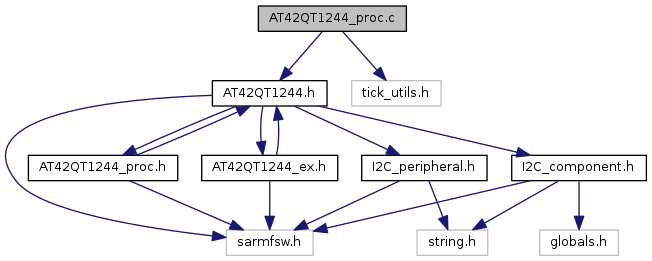 AT42QT1244_proc.c
AT42QT1244.h
tick_utils.h
AT42QT1244_proc.h
AT42QT1244_ex.h
I2C_peripheral.h
I2C_component.h
sarmfsw.h
string.h
globals.h